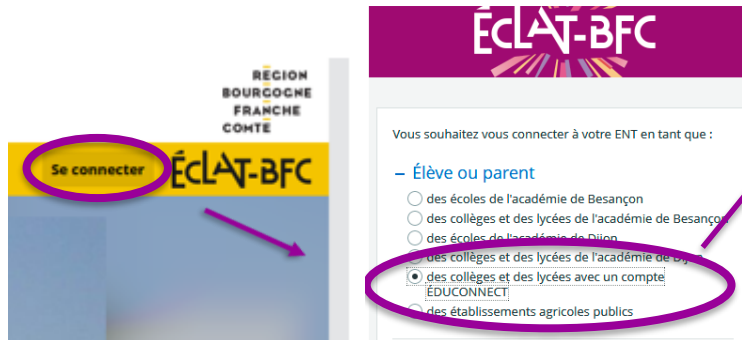 RÉGION
BOURGOGNE
FRANCHE
COMTÉ
Se connecter
ÉCLAT-BFC
ÉCLAT-BFC
Vous souhaitez vous connecter à votre ENT en tant que :
– Élève ou parent
des écoles de l'académie de Besançon
des collèges et des lycées de l'académie de Besançon
des écoles de l'académie de Dijon
des collèges et des lycées de l'académie de Dijon
des collèges et des lycées avec un compte
ÉDUCONNECT
des établissements agricoles publics